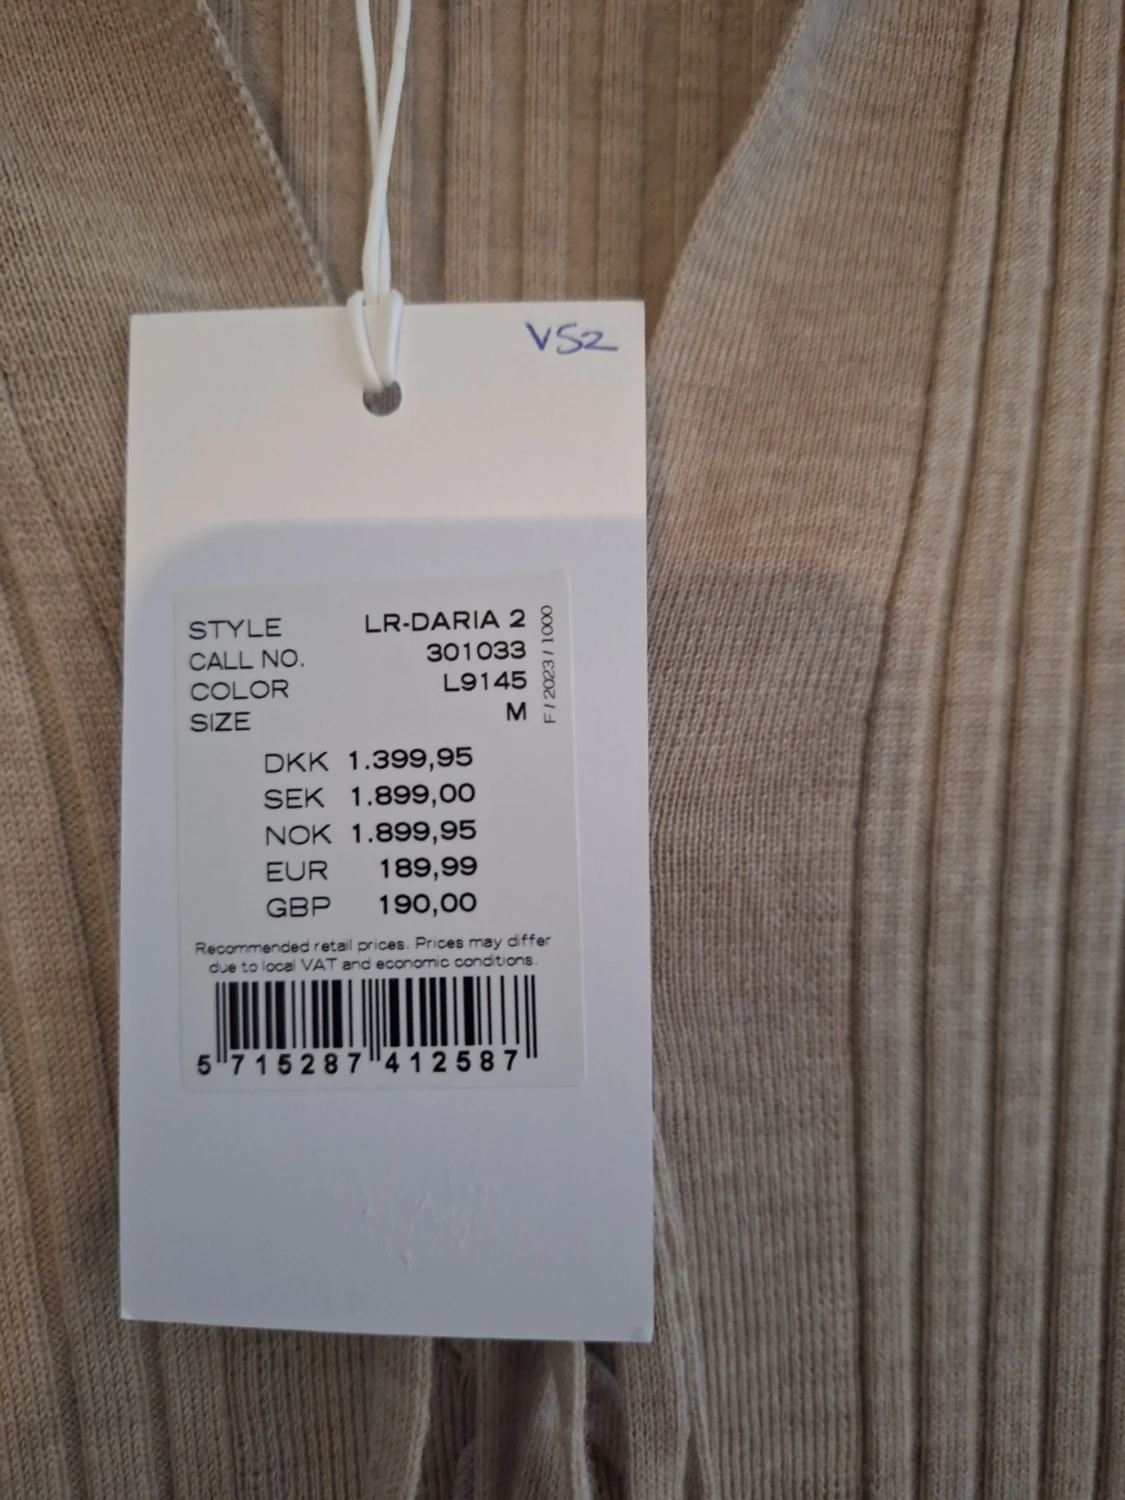 VS2
STYLE LR-DARIA 2
CALL NO. 301033
COLOR L9145
SIZE M
F / 2023 / 1000
DKK 1.399,95
SEK 1.899,00
NOK 1.899,95
EUR 189,99
GBP 190,00
Recommended retail prices. Prices may differ
due to local VAT and economic conditions.
5 715287 412587